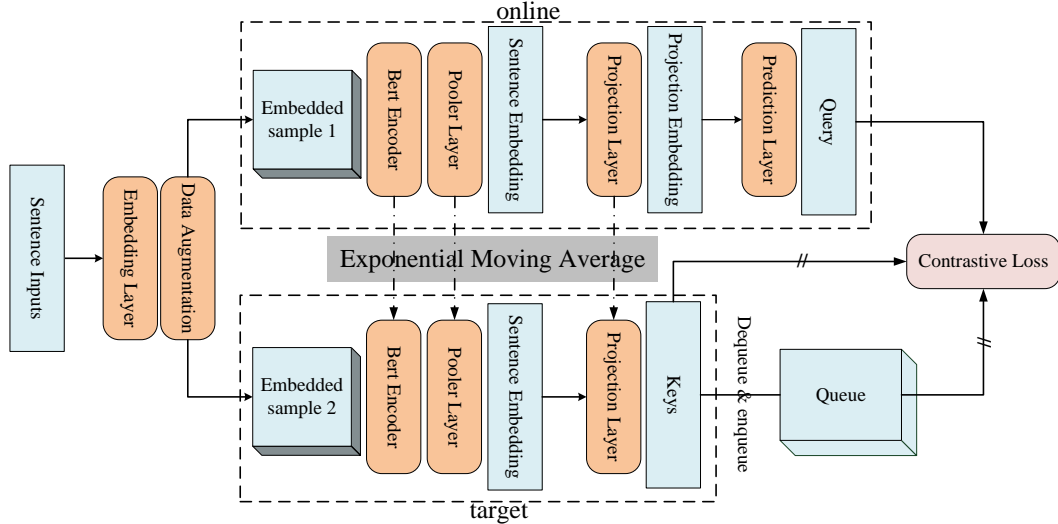 online
Embedded
sample 1
Bert Encoder
Pooler Layer
Sentence Embedding
Projection Layer
Projection Embedding
Prediction Layer
Query
Sentence Inputs
Embedding Layer
Data Augmentation
Exponential Moving Average
Contrastive Loss
Embedded
sample 2
Bert Encoder
Pooler Layer
Sentence Embedding
Projection Layer
Keys
Dequeue & enqueue
Queue
target